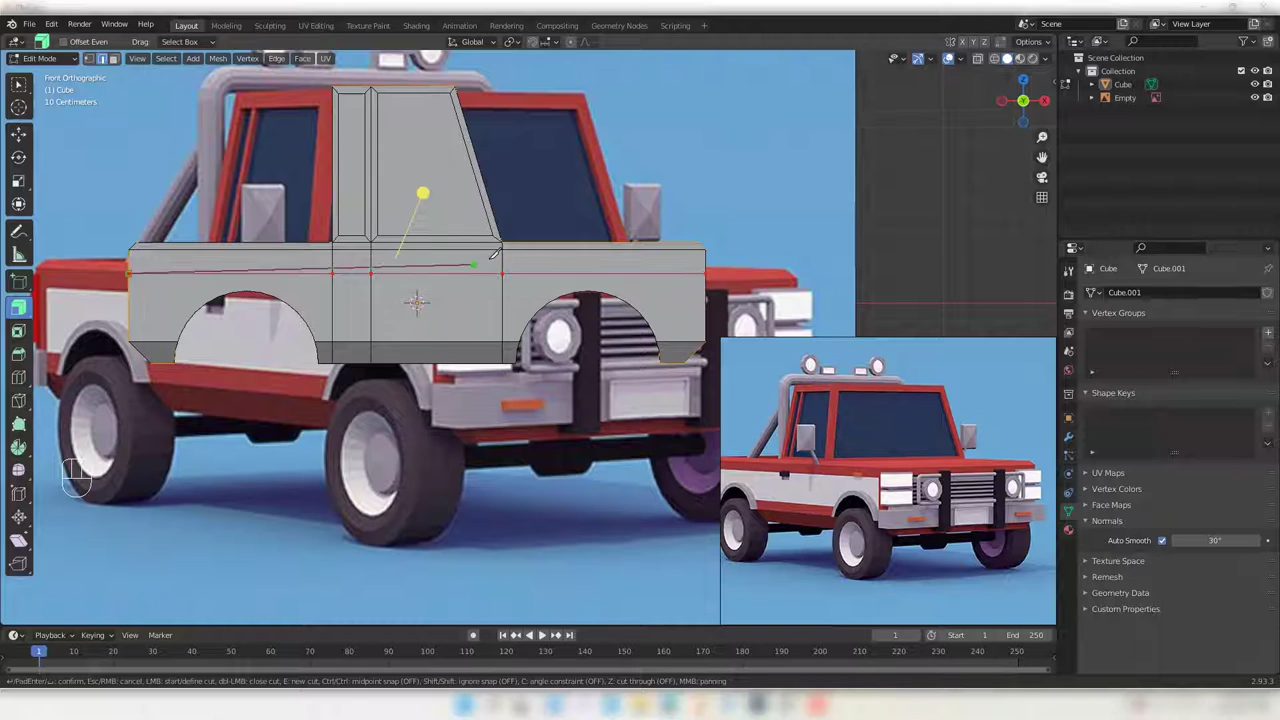 File Edit Render Window Help Layout Modeling Sculpting UV Editing Texture Paint Shading Animation Rendering Compositing Geometry Nodes Scripting + Scene View Layer
Offset Even Drag: Select Box Global X Y Z Options
Edit Mode View Select Add Mesh Vertex Edge Face UV
Front Orthographic
(1) Cube
10 Centimeters
Scene Collection
Collection
Cube
Empty
Cube Cube.001
Cube.001
Vertex Groups
Shape Keys
UV Maps
Vertex Colors
Face Maps
Normals
Auto Smooth 30°
Texture Space
Remesh
Geometry Data
Custom Properties
Playback Keying View Marker 1 Start 1 End 250
1 10 20 30 40 50 60 70 80 90 100 110 120 130 140 150 160 170 180 190 200 210 220 230 240 250
/PadEnter/ : confirm, Esc/RMB: cancel, LMB: start/define cut, dbl-LMB: close cut, E: new cut, Ctrl/Ctrl: midpoint snap (OFF), Shift/Shift: ignore snap (OFF), C: angle constraint (OFF), Z: cut through (OFF), MMB: panning 2.93.3